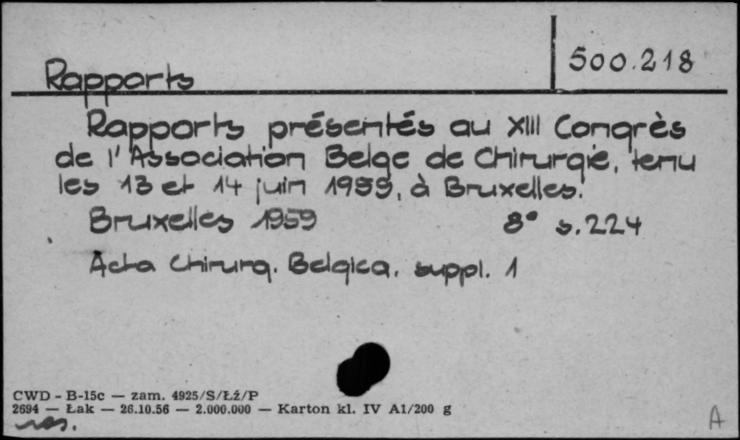 500.218
Rapports
Rapports présentés au XIII Congrès
de l'Association Belge de Chirurgie, tenu
les 13 et 14 juin 1959, à Bruxelles.
Bruxelles 1959 8° s.224
Acta Chirurg. Belgica, suppl. 1
CWD - B-15c — zam. 4925/S/Łź/P
2694 — Łak — 26.10.56 — 2.000.000 — Karton kl. IV A1/200 g
A